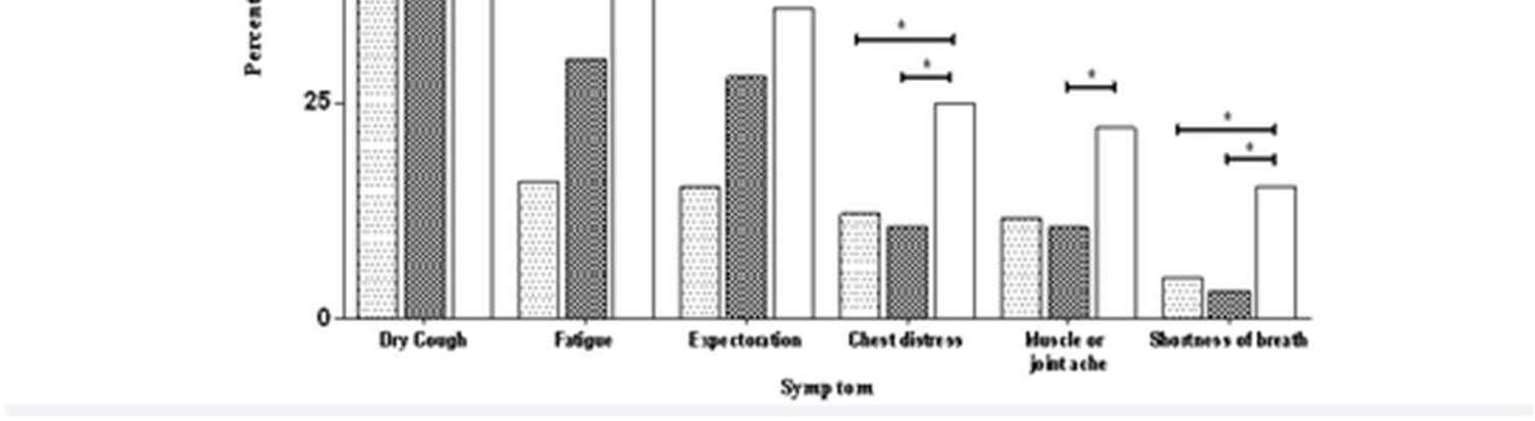 Percent
25
0
Dry Cough
Fatigue
Expectoration
Chest distress
Muscle or
joint ache
Shortness of breath
Symptom
*
*
*
*
*